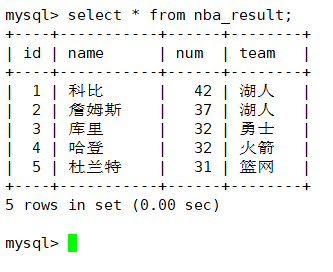 mysql> select * from nba_result;
+----+-----------+------+--------+
| id | name      | num  | team   |
+----+-----------+------+--------+
|  1 | 科比      |   42 | 湖人   |
|  2 | 詹姆斯    |   37 | 湖人   |
|  3 | 库里      |   32 | 勇士   |
|  4 | 哈登      |   32 | 火箭   |
|  5 | 杜兰特    |   31 | 篮网   |
+----+-----------+------+--------+
5 rows in set (0.00 sec)
mysql>